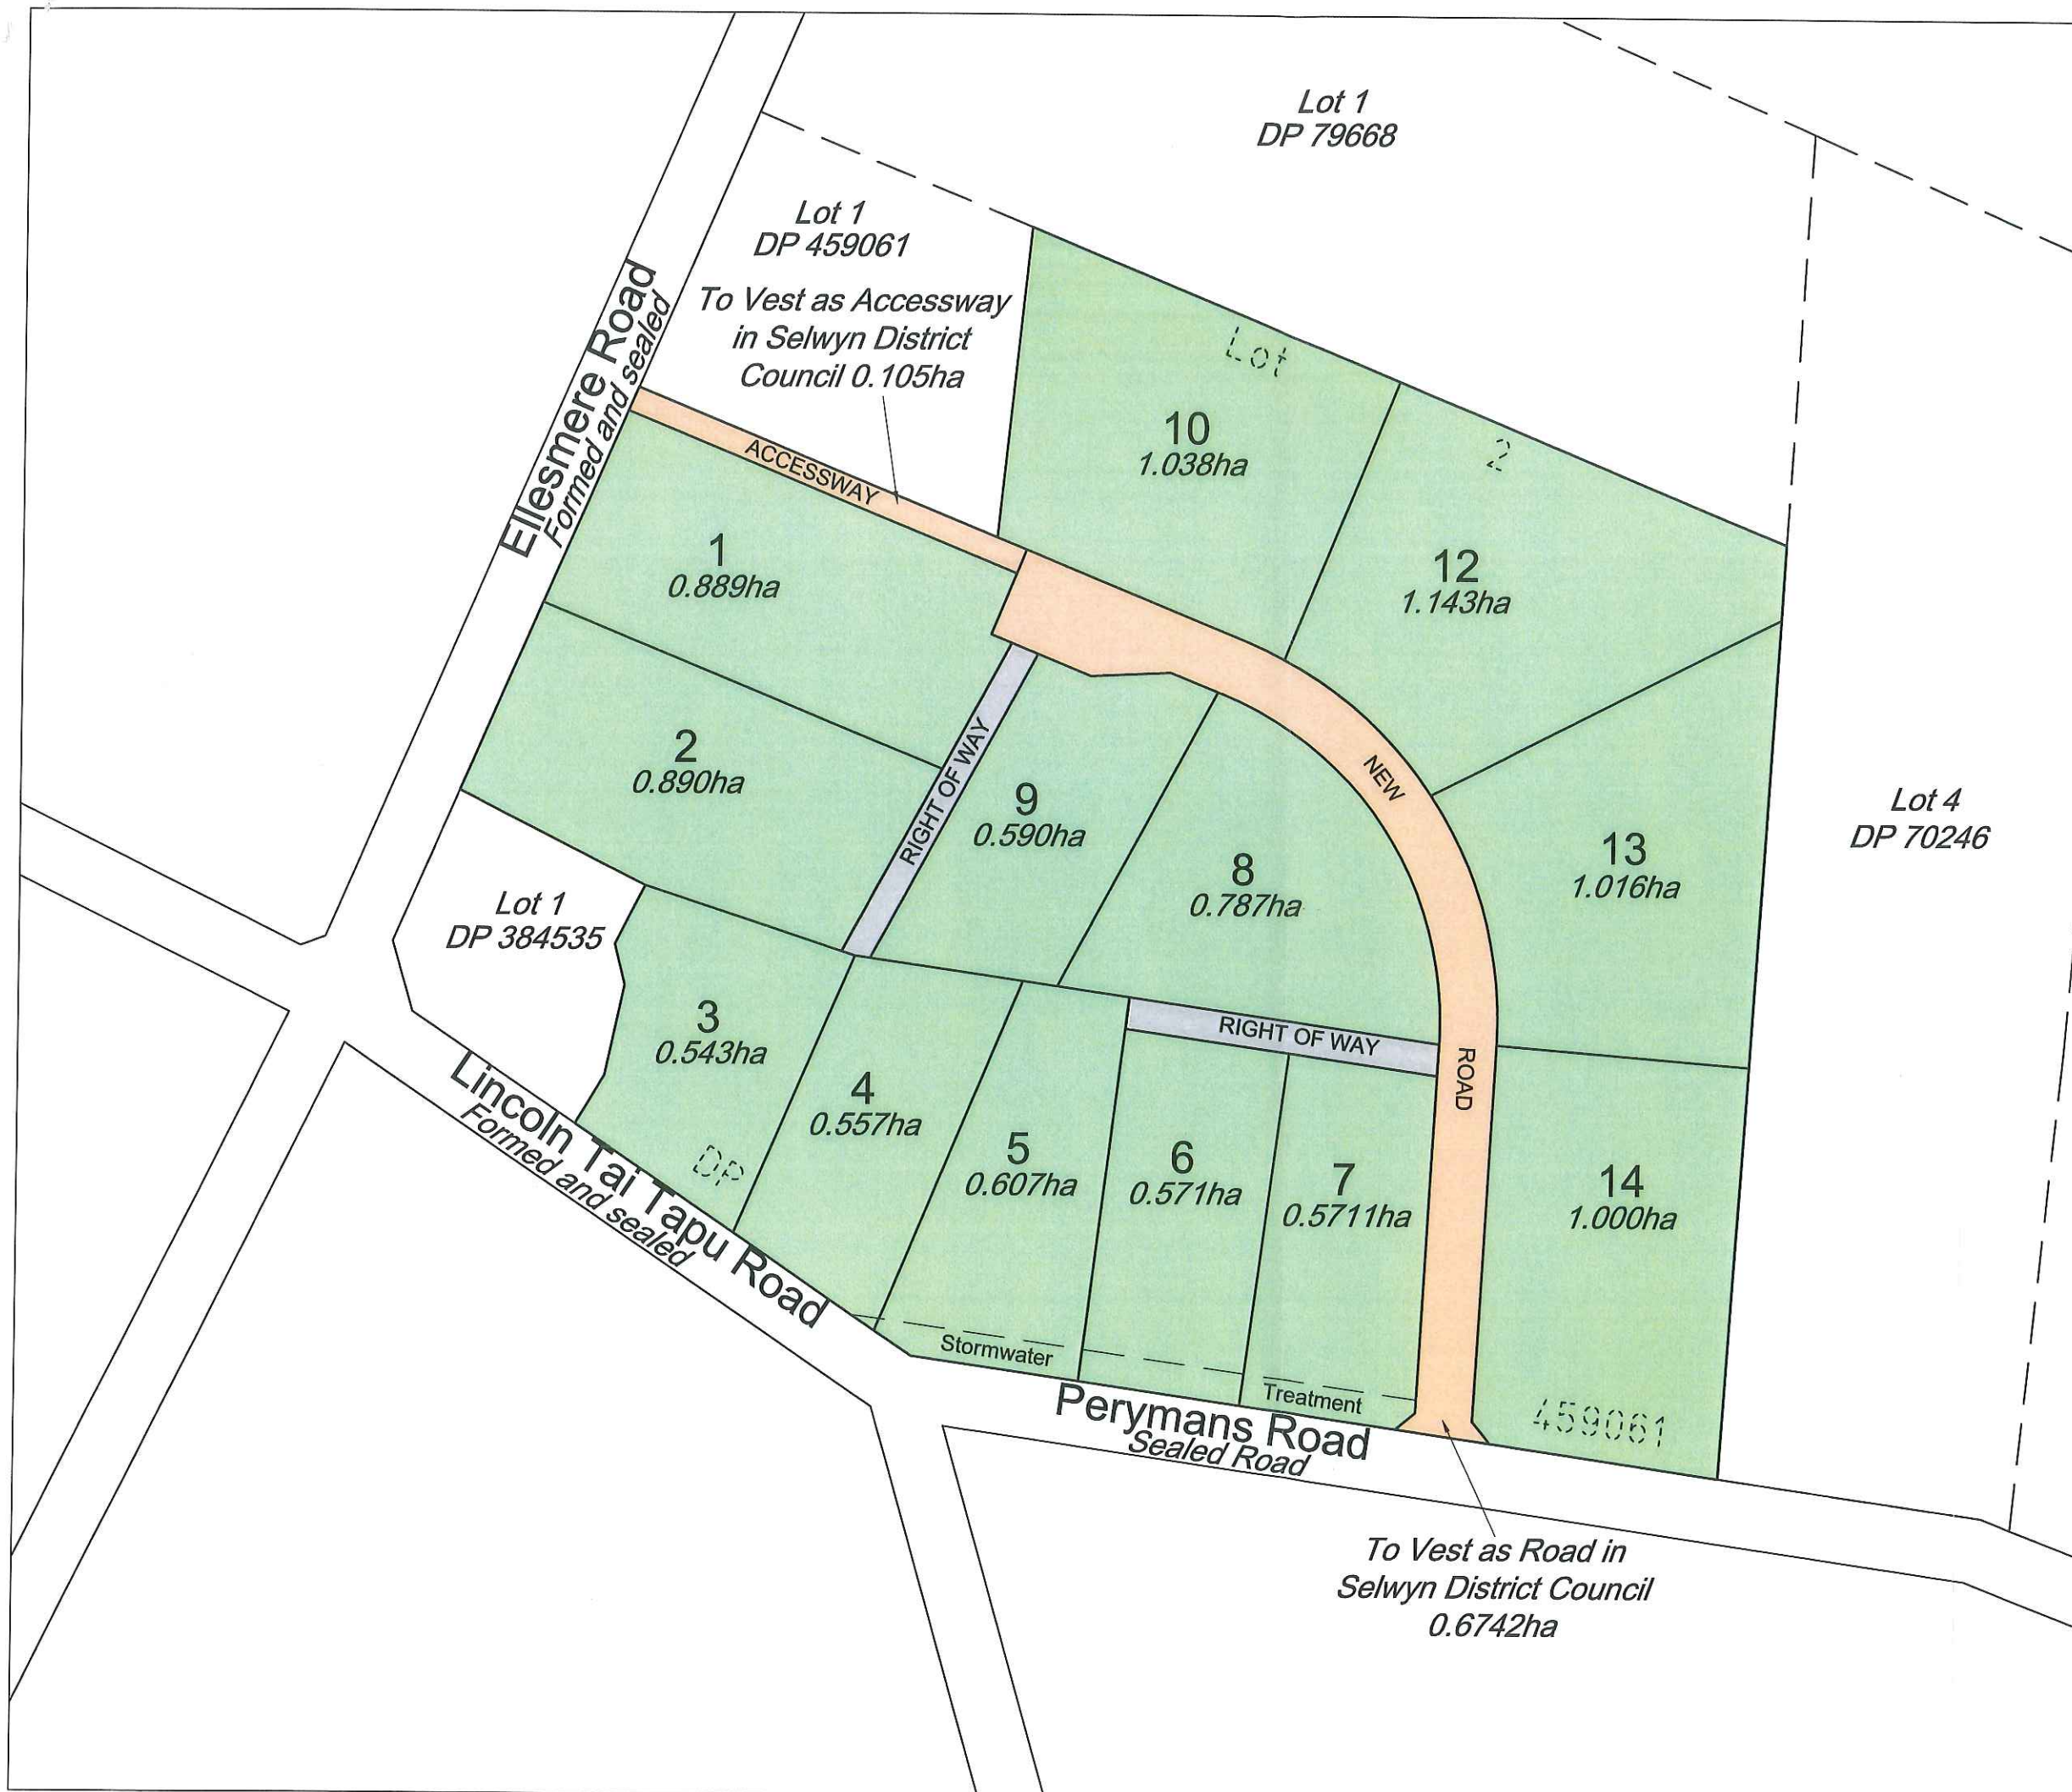 Lot 1
DP 79668
Lot 1
DP 459061
To Vest as Accessway
in Selwyn District
Council 0.105ha
Ellesmere Road
Formed and sealed
ACCESSWAY
Lot
2
10
1.038ha
12
1.143ha
1
0.889ha
2
0.890ha
RIGHT OF WAY
9
0.590ha
8
0.787ha
NEW
ROAD
13
1.016ha
Lot 4
DP 70246
Lot 1
DP 384535
3
0.543ha
4
0.557ha
5
0.607ha
RIGHT OF WAY
6
0.571ha
7
0.5711ha
14
1.000ha
DP
459061
Lincoln Tai Tapu Road
Formed and sealed
Stormwater
Treatment
Perymans Road
Sealed Road
To Vest as Road in
Selwyn District Council
0.6742ha